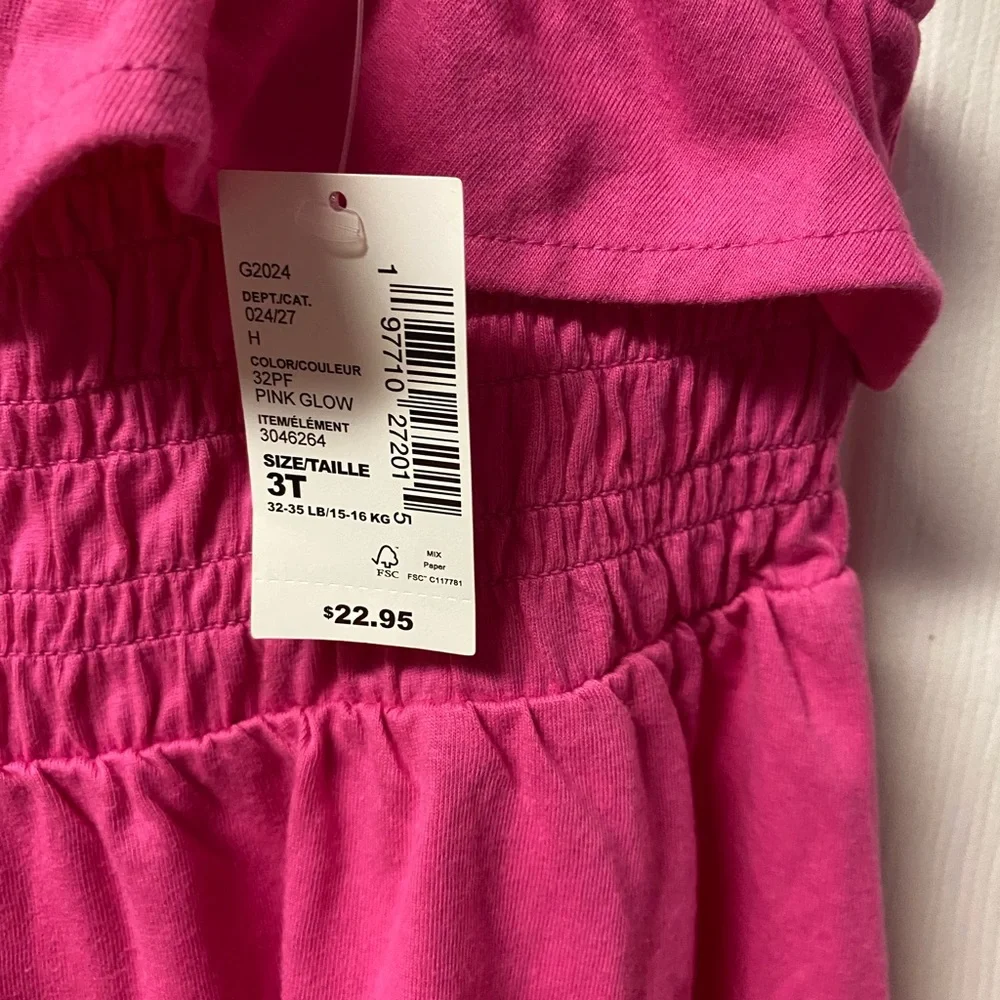 G2024
DEPT./CAT.
024/27
H
COLOR/COULEUR
32PF
PINK GLOW
ITEM/ÉLÉMENT
3046264
SIZE/TAILLE
3T
32-35 LB/15-16 KG
1 97710 27201 5
FSC
MIX
Paper
FSC™ C117781
$22.95